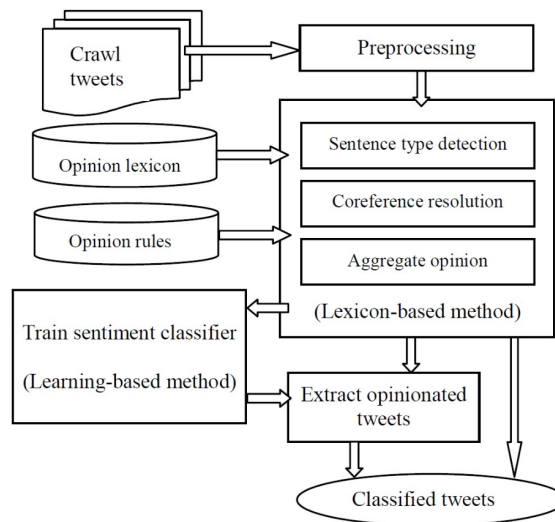 Crawl
tweets
Preprocessing
Opinion lexicon
Sentence type detection
Coreference resolution
Opinion rules
Aggregate opinion
(Lexicon-based method)
Train sentiment classifier
(Learning-based method)
Extract opinionated
tweets
Classified tweets